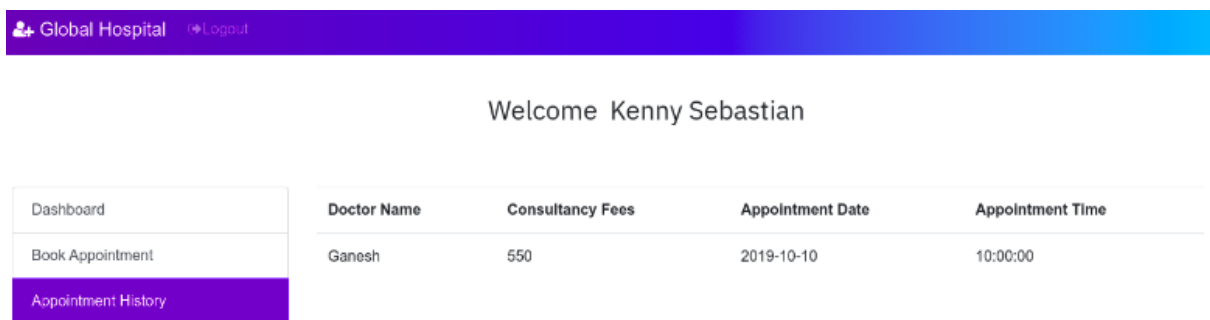 Global Hospital Logout
Welcome Kenny Sebastian
Dashboard
Book Appointment
Appointment History
Doctor Name Consultancy Fees Appointment Date Appointment Time
Ganesh 550 2019-10-10 10:00:00